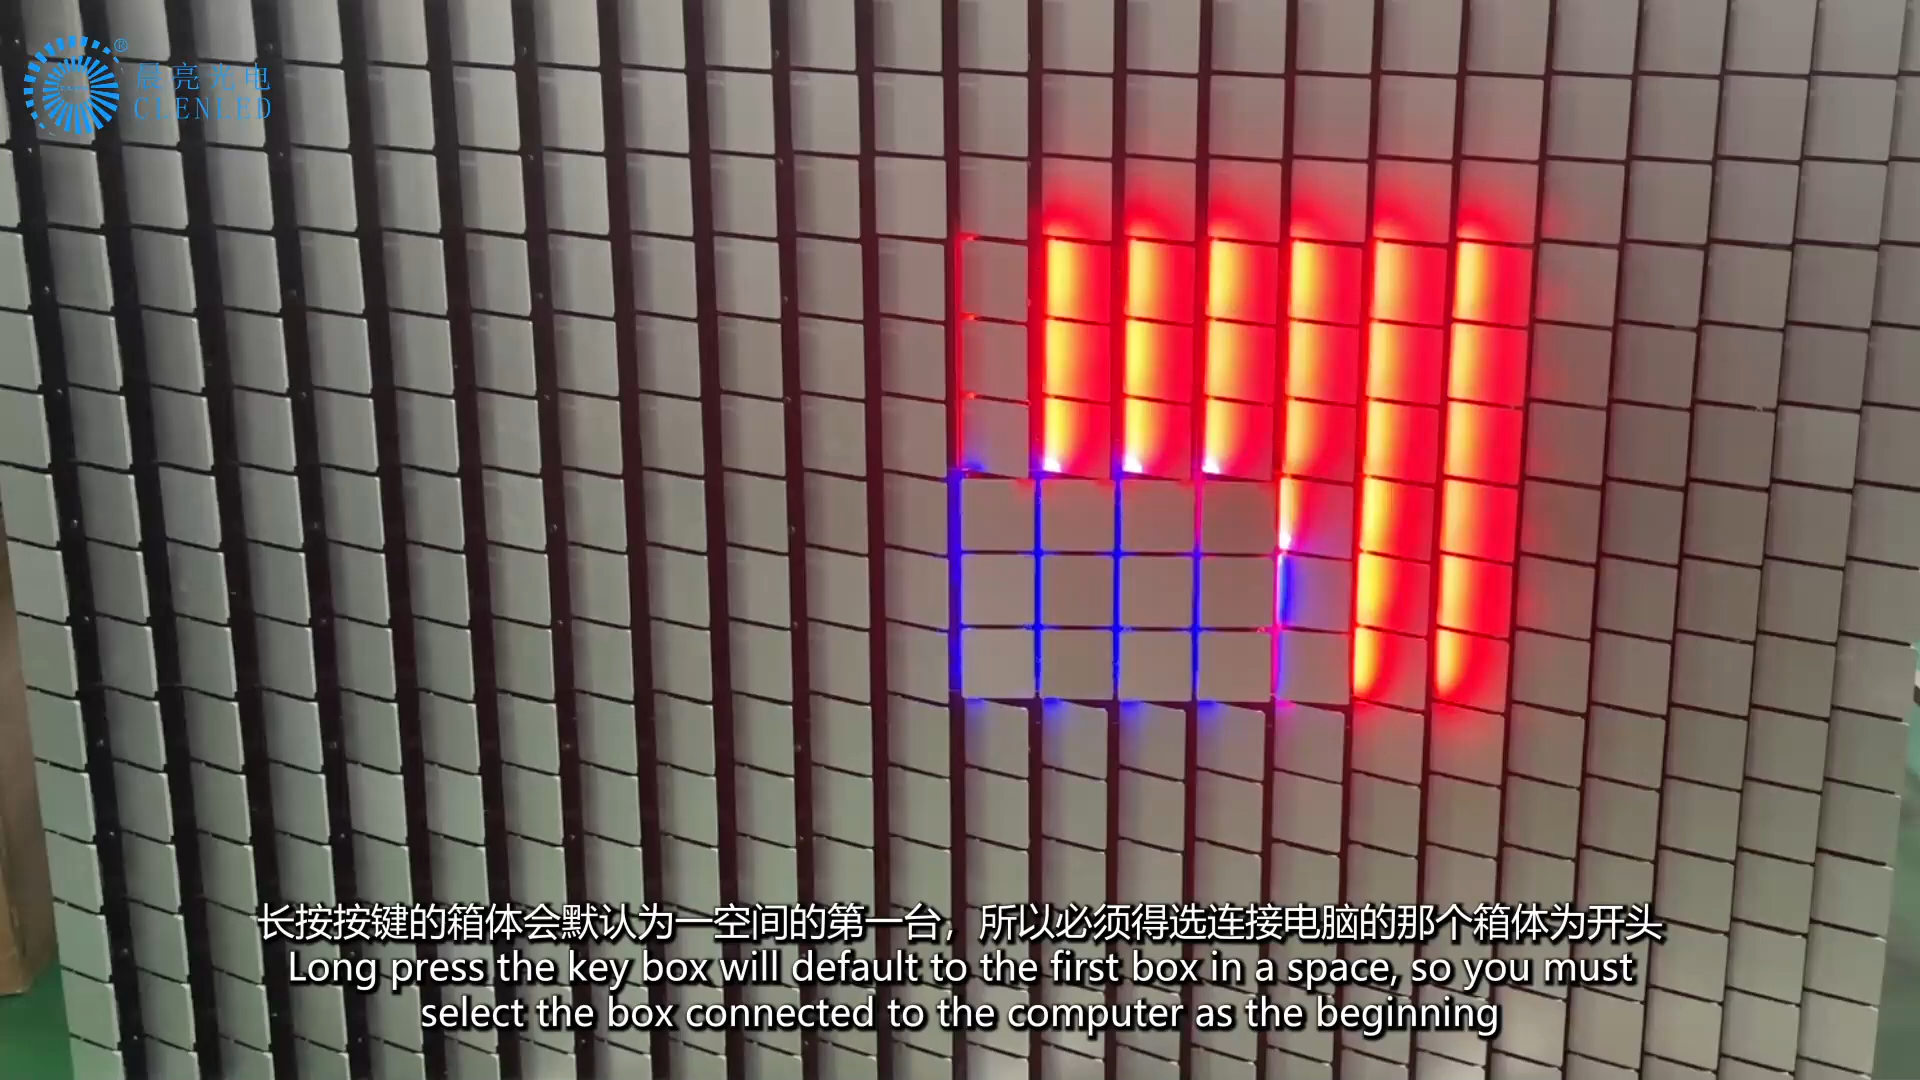 ®
晨亮光电
CLENLED
长按按键的箱体会默认为一空间的第一台，所以必须得选连接电脑的那个箱体为开头
Long press the key box will default to the first box in a space, so you must
select the box connected to the computer as the beginning